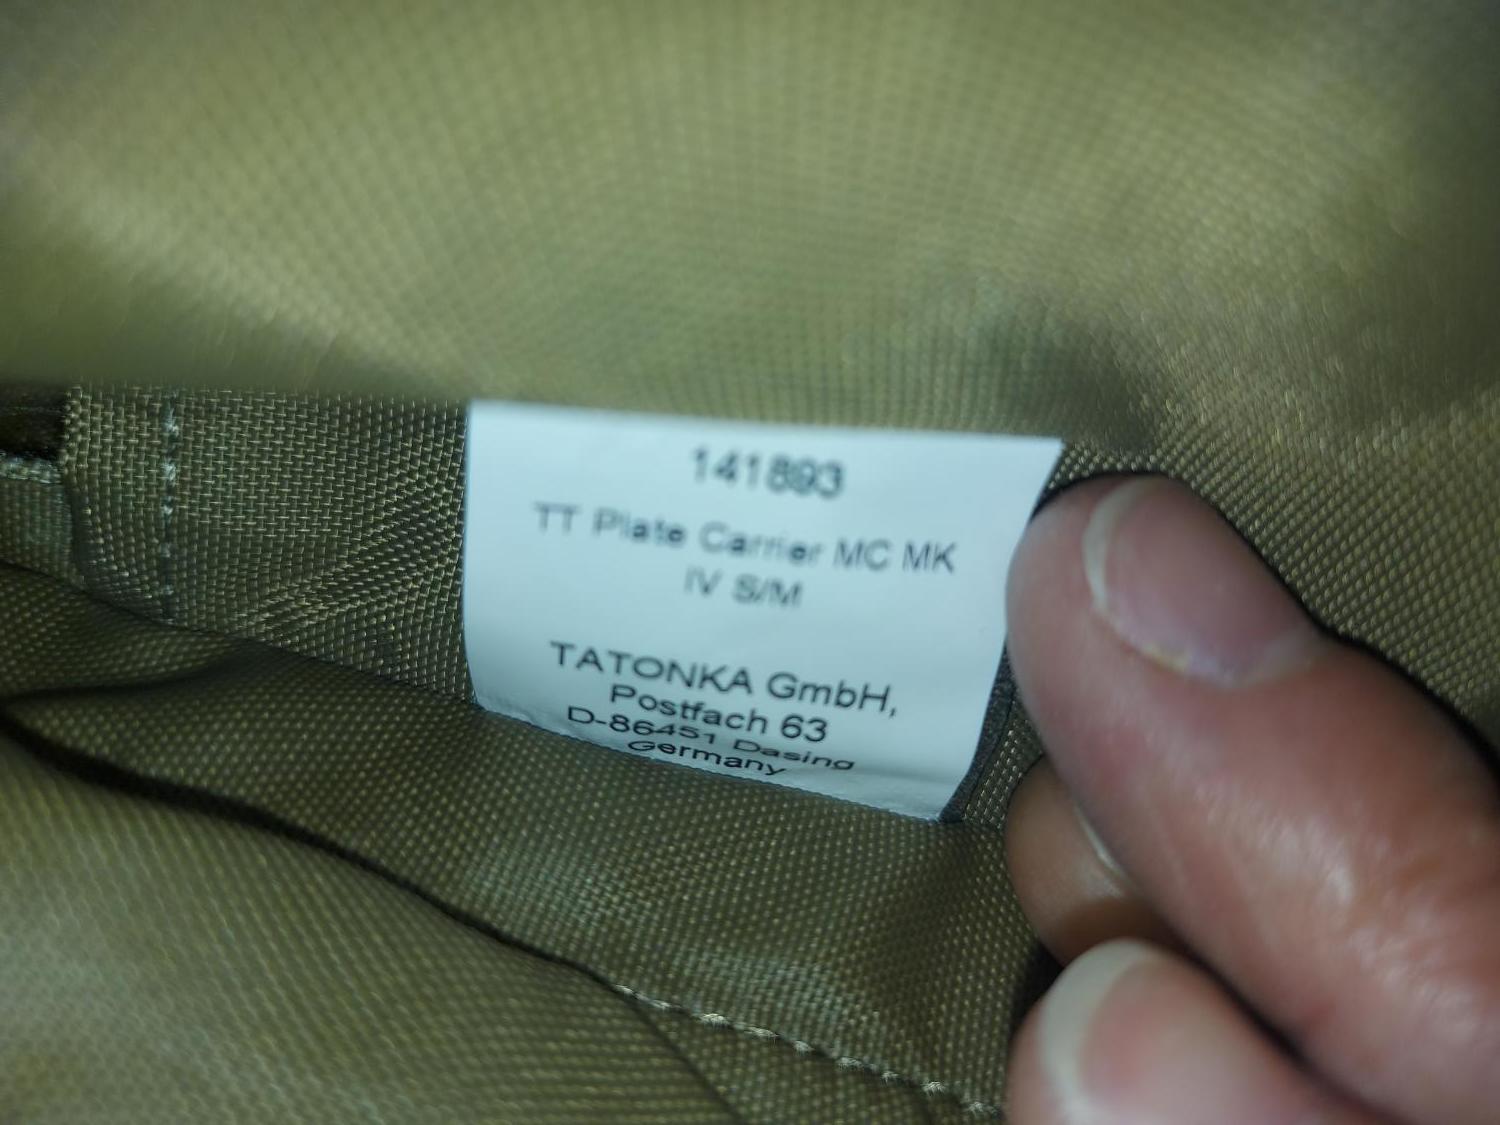 141893
TT Plate Carrier MC MK
IV S/M
TATONKA GmbH,
Postfach 63
D-86451 Dasing
Germany